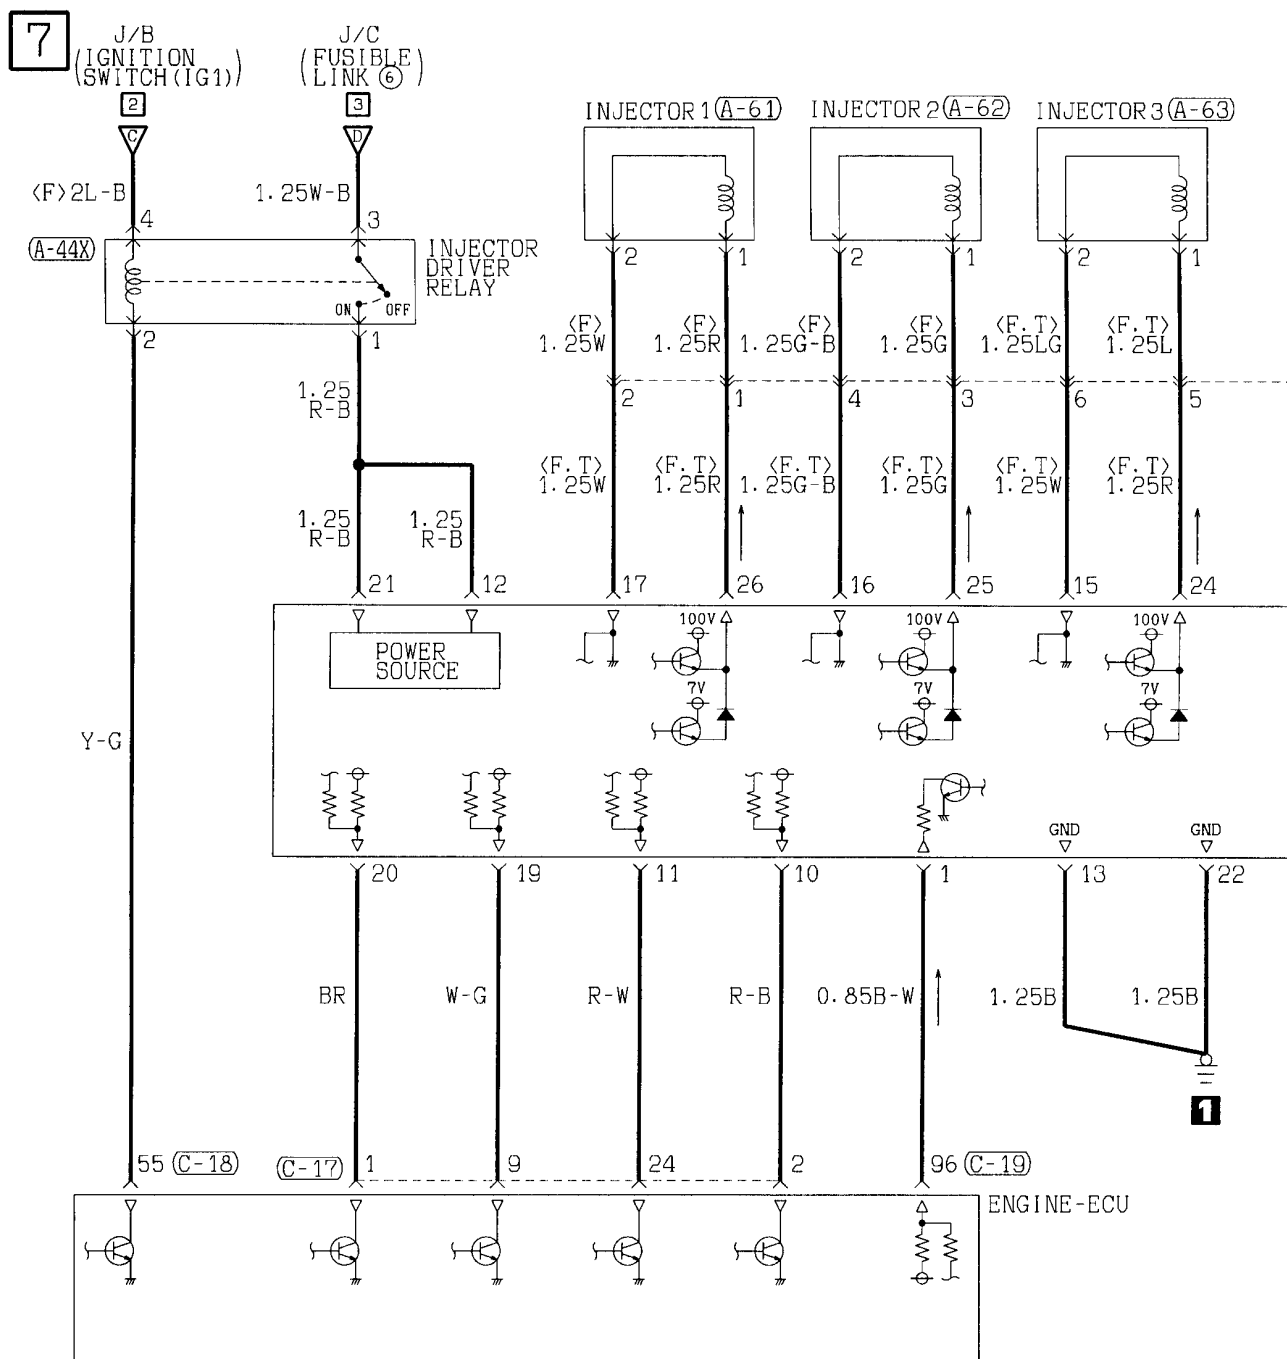 7
J/B
(IGNITION
SWITCH(IG1))
J/C
(FUSIBLE
LINK ⑥)
2
3
C
D
INJECTOR 1 (A-61)
INJECTOR 2 (A-62)
INJECTOR 3 (A-63)
<F>2L-B
1.25W-B
4
3
(A-44X)
INJECTOR
DRIVER
RELAY
ON
OFF
2
1
2
1
2
1
2
1
<F>
1.25W
<F>
1.25R
<F>
1.25G-B
<F>
1.25G
<F.T>
1.25LG
<F.T>
1.25L
2
1
4
3
6
5
1.25
R-B
<F.T>
1.25W
<F.T>
1.25R
<F.T>
1.25G-B
<F.T>
1.25G
<F.T>
1.25W
<F.T>
1.25R
1.25
R-B
1.25
R-B
21
12
17
26
16
25
15
24
POWER
SOURCE
100V
100V
100V
7V
7V
7V
Y-G
GND
GND
20
19
11
10
1
13
22
BR
W-G
R-W
R-B
0.85B-W
1.25B
1.25B
1
55 (C-18)
(C-17) 1
9
24
2
96 (C-19)
ENGINE-ECU